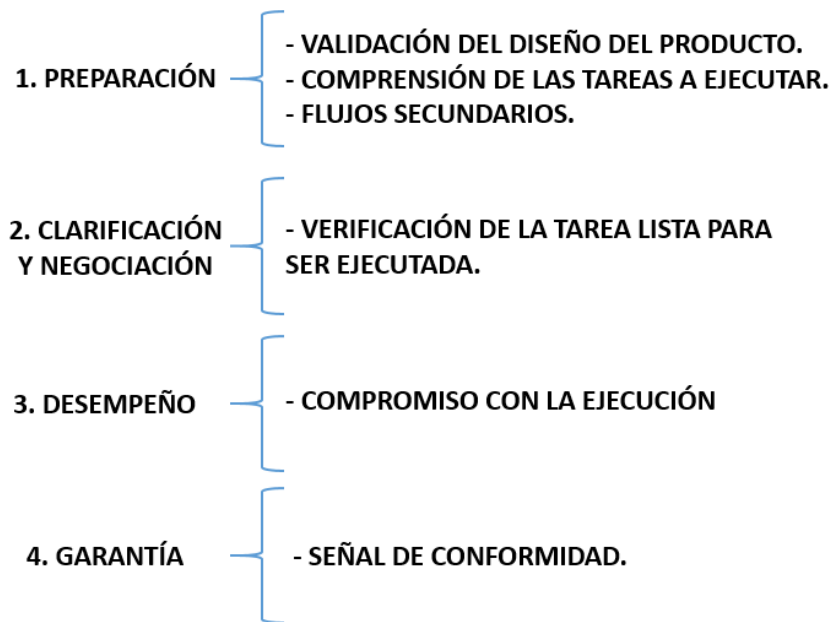 1. PREPARACIÓN
- VALIDACIÓN DEL DISEÑO DEL PRODUCTO.
- COMPRENSIÓN DE LAS TAREAS A EJECUTAR.
- FLUJOS SECUNDARIOS.
2. CLARIFICACIÓN
Y NEGOCIACIÓN
- VERIFICACIÓN DE LA TAREA LISTA PARA
SER EJECUTADA.
3. DESEMPEÑO
- COMPROMISO CON LA EJECUCIÓN
4. GARANTÍA
- SEÑAL DE CONFORMIDAD.